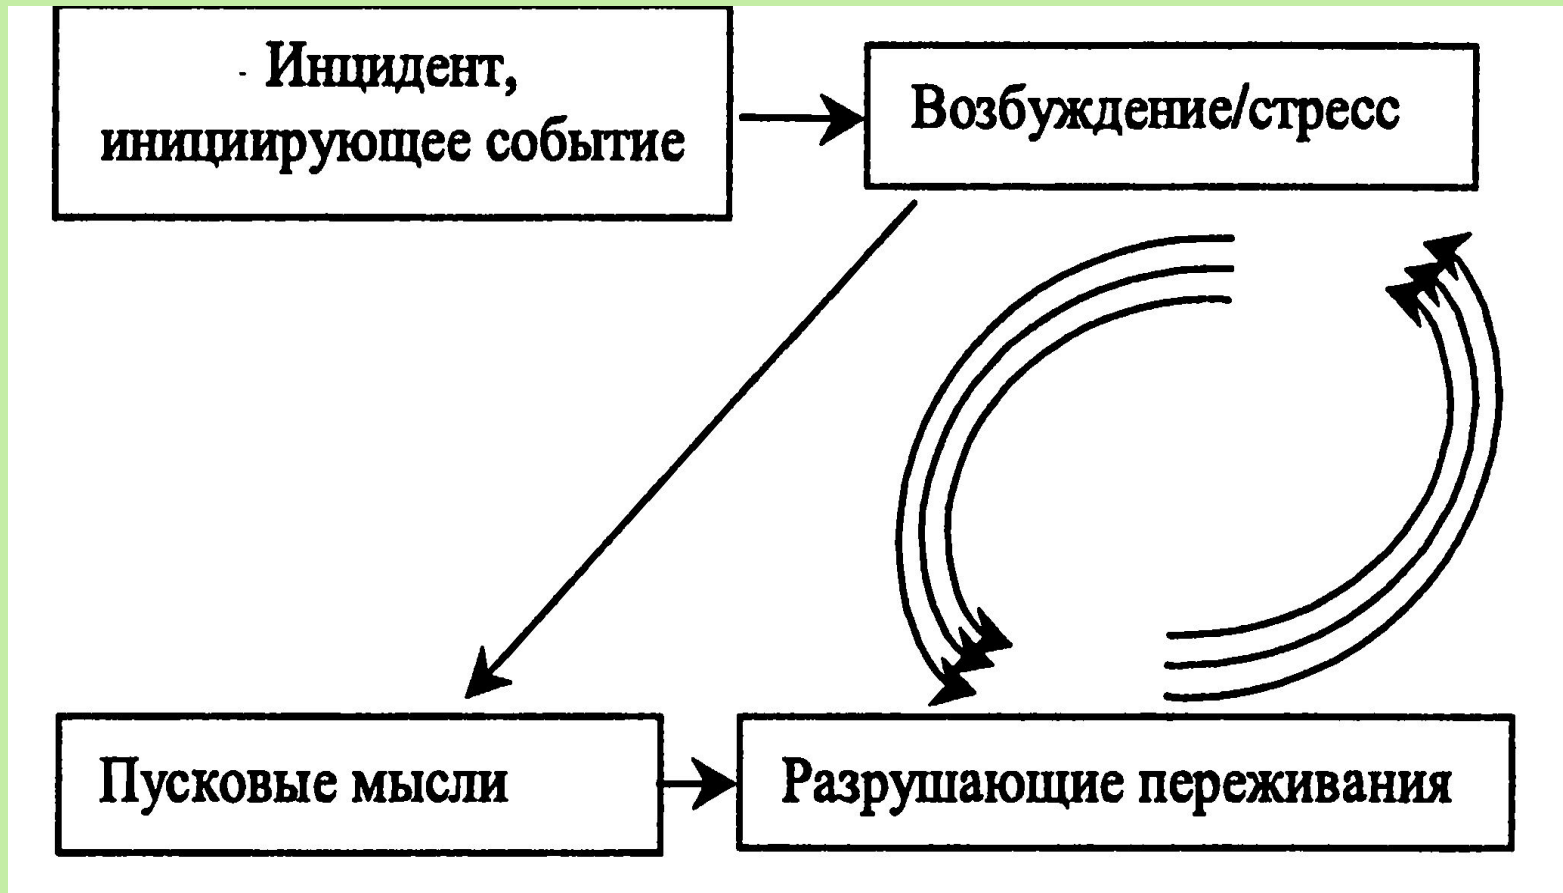 Инцидент,
инициирующее событие
Возбуждение/стресс
Пусковые мысли
Разрушающие переживания